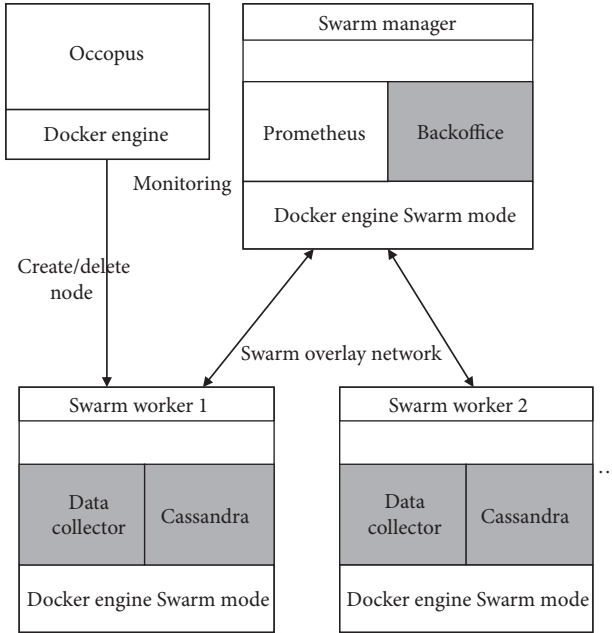 Occopus
Docker engine
Swarm manager
Prometheus
Backoffice
Docker engine Swarm mode
Monitoring
Create/delete
node
Swarm overlay network
Swarm worker 1
Data
collector
Cassandra
Docker engine Swarm mode
Swarm worker 2
Data
collector
Cassandra
Docker engine Swarm mode
..